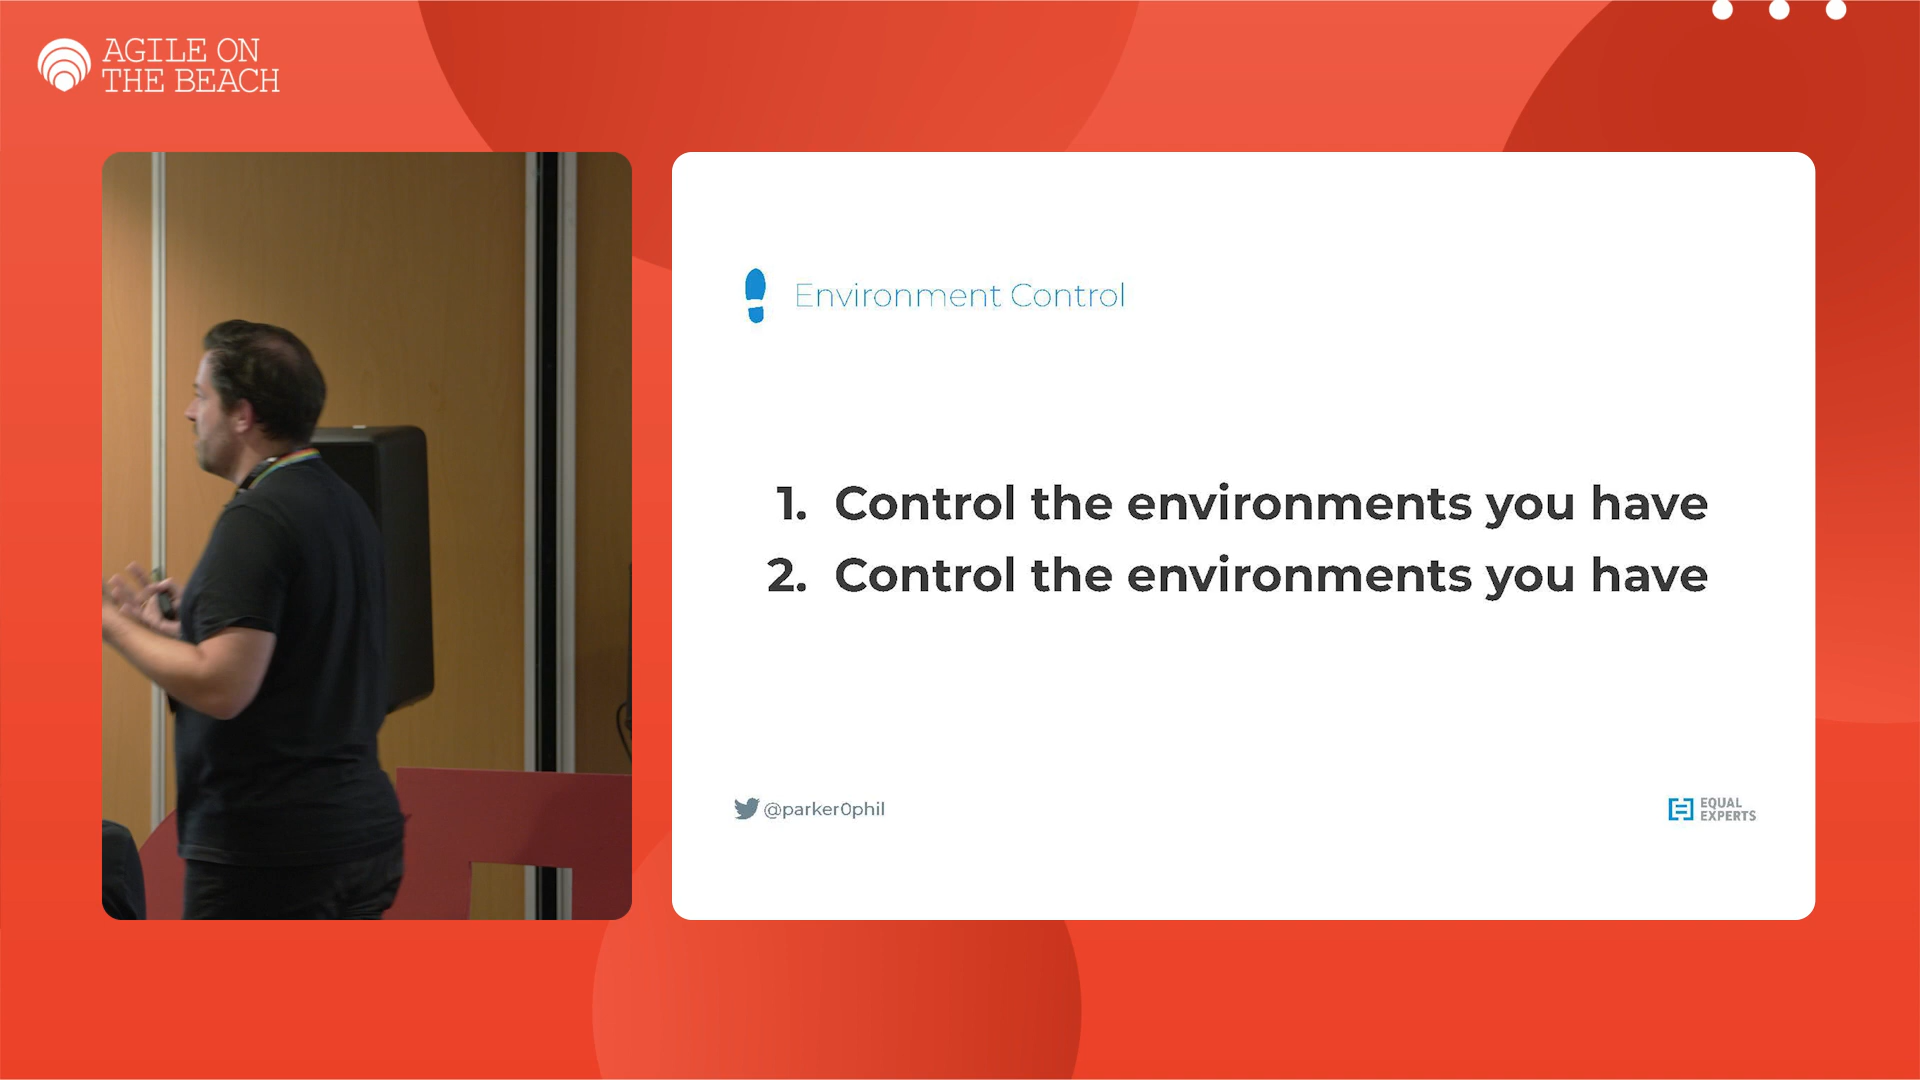 AGILE ON
THE BEACH
Environment Control
1. Control the environments you have
2. Control the environments you have
@parker0phil
EQUAL
EXPERTS